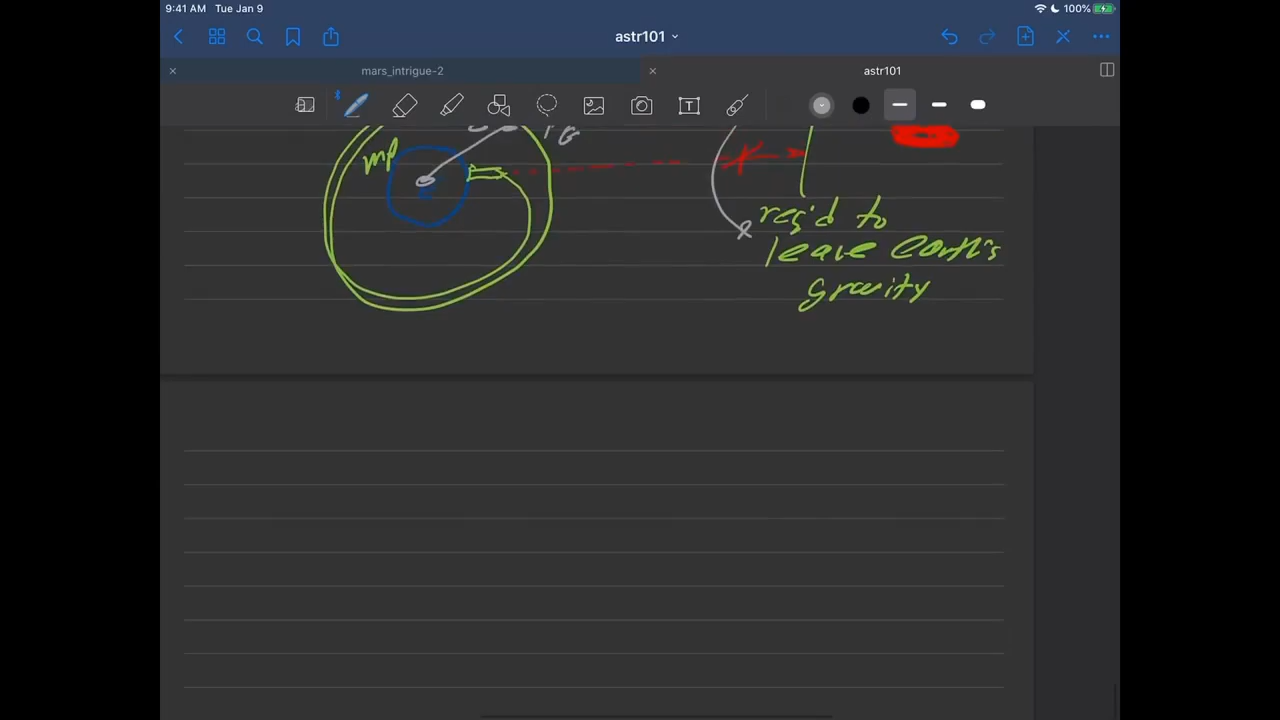 9:41 AM Tue Jan 9
100%
astr101
mars_intrigue-2
astr101
mp
req'd to
leave earth's
gravity